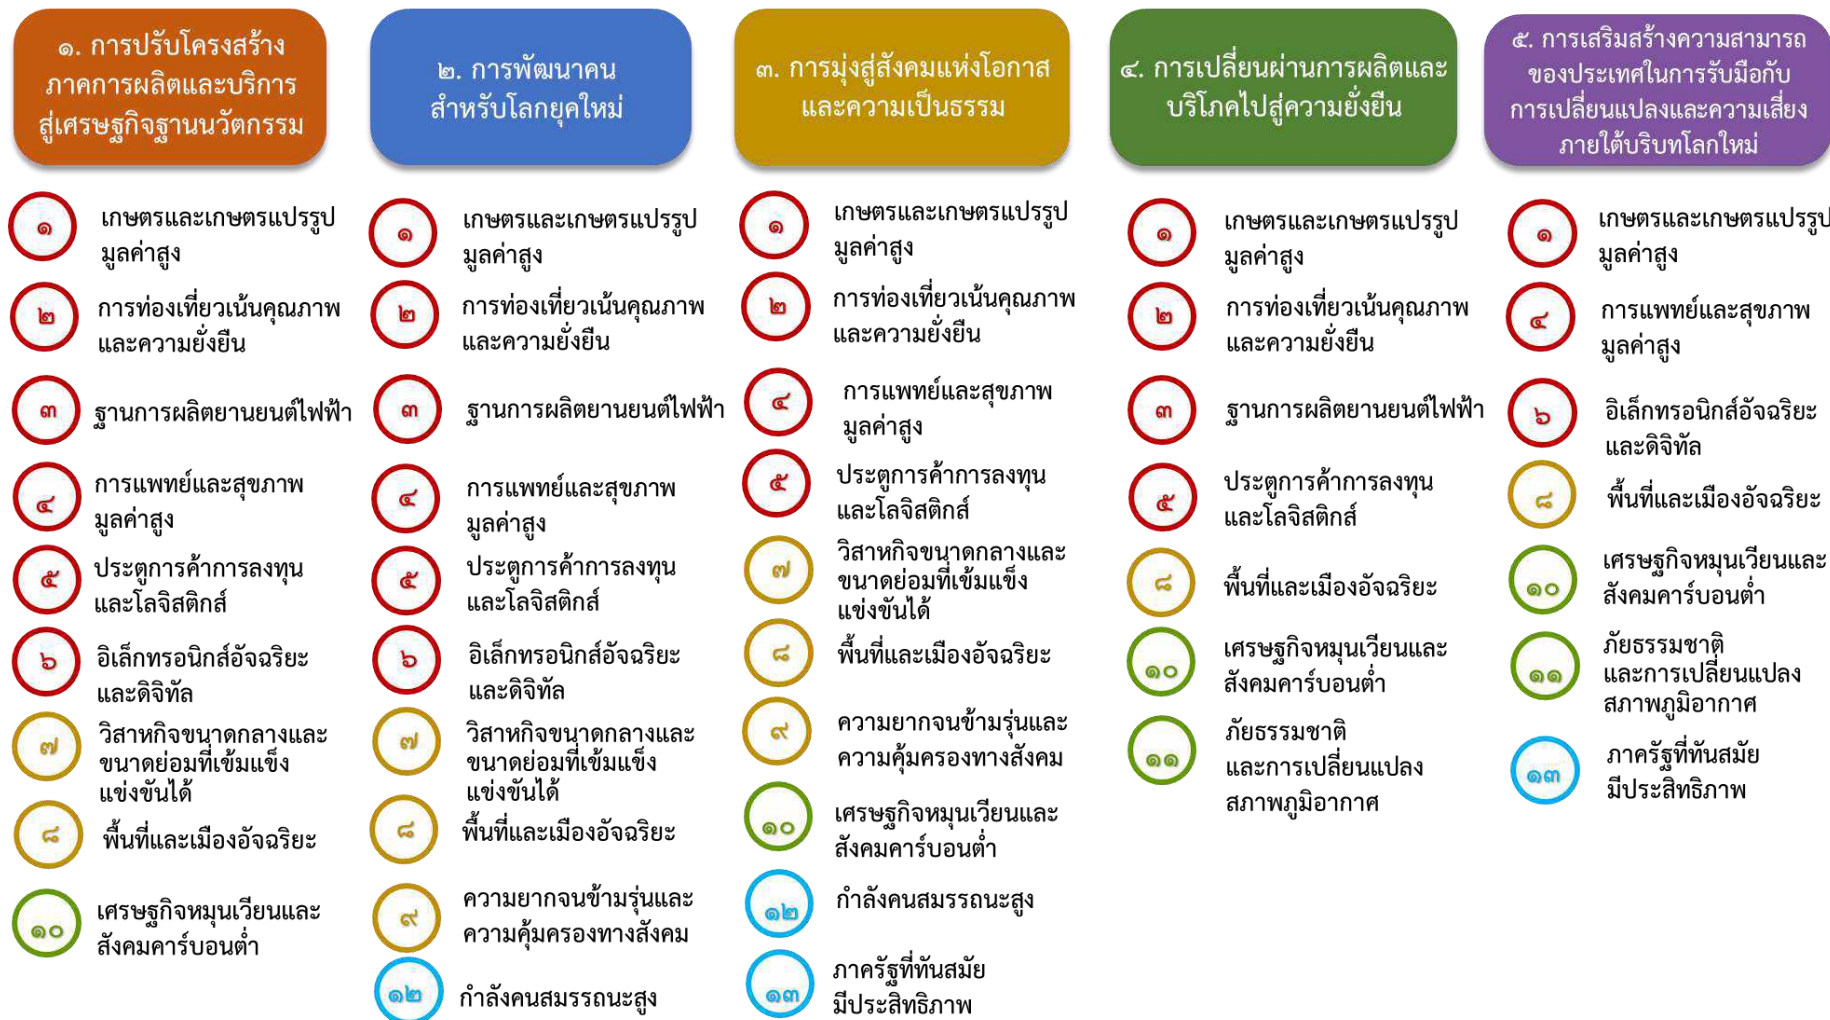 ๑. การปรับโครงสร้าง
ภาคการผลิตและบริการ
สู่เศรษฐกิจฐานนวัตกรรม
๑
เกษตรและเกษตรแปรรูป
มูลค่าสูง
๒
การท่องเที่ยวเน้นคุณภาพ
และความยั่งยืน
๓
ฐานการผลิตยานยนต์ไฟฟ้า
๔
การแพทย์และสุขภาพ
มูลค่าสูง
๕
ประตูการค้าการลงทุน
และโลจิสติกส์
๖
อิเล็กทรอนิกส์อัจฉริยะ
และดิจิทัล
๗
วิสาหกิจขนาดกลางและ
ขนาดย่อมที่เข้มแข็ง
แข่งขันได้
๘
พื้นที่และเมืองอัจฉริยะ
๑๐
เศรษฐกิจหมุนเวียนและ
สังคมคาร์บอนต่ำ
๒. การพัฒนาคน
สำหรับโลกยุคใหม่
๑
เกษตรและเกษตรแปรรูป
มูลค่าสูง
๒
การท่องเที่ยวเน้นคุณภาพ
และความยั่งยืน
๓
ฐานการผลิตยานยนต์ไฟฟ้า
๔
การแพทย์และสุขภาพ
มูลค่าสูง
๕
ประตูการค้าการลงทุน
และโลจิสติกส์
๖
อิเล็กทรอนิกส์อัจฉริยะ
และดิจิทัล
๗
วิสาหกิจขนาดกลางและ
ขนาดย่อมที่เข้มแข็ง
แข่งขันได้
๘
พื้นที่และเมืองอัจฉริยะ
๙
ความยากจนข้ามรุ่นและ
ความคุ้มครองทางสังคม
๑๒
กำลังคนสมรรถนะสูง
๓. การมุ่งสู่สังคมแห่งโอกาส
และความเป็นธรรม
๑
เกษตรและเกษตรแปรรูป
มูลค่าสูง
๒
การท่องเที่ยวเน้นคุณภาพ
และความยั่งยืน
๔
การแพทย์และสุขภาพ
มูลค่าสูง
๕
ประตูการค้าการลงทุน
และโลจิสติกส์
๗
วิสาหกิจขนาดกลางและ
ขนาดย่อมที่เข้มแข็ง
แข่งขันได้
๘
พื้นที่และเมืองอัจฉริยะ
๙
ความยากจนข้ามรุ่นและ
ความคุ้มครองทางสังคม
๑๐
เศรษฐกิจหมุนเวียนและ
สังคมคาร์บอนต่ำ
๑๒
กำลังคนสมรรถนะสูง
๑๓
ภาครัฐที่ทันสมัย
มีประสิทธิภาพ
๔. การเปลี่ยนผ่านการผลิตและ
บริโภคไปสู่ความยั่งยืน
๑
เกษตรและเกษตรแปรรูป
มูลค่าสูง
๒
การท่องเที่ยวเน้นคุณภาพ
และความยั่งยืน
๓
ฐานการผลิตยานยนต์ไฟฟ้า
๕
ประตูการค้าการลงทุน
และโลจิสติกส์
๘
พื้นที่และเมืองอัจฉริยะ
๑๐
เศรษฐกิจหมุนเวียนและ
สังคมคาร์บอนต่ำ
๑๑
ภัยธรรมชาติ
และการเปลี่ยนแปลง
สภาพภูมิอากาศ
๕. การเสริมสร้างความสามารถ
ของประเทศในการรับมือกับ
การเปลี่ยนแปลงและความเสี่ยง
ภายใต้บริบทโลกใหม่
๑
เกษตรและเกษตรแปรรูป
มูลค่าสูง
๔
การแพทย์และสุขภาพ
มูลค่าสูง
๖
อิเล็กทรอนิกส์อัจฉริยะ
และดิจิทัล
๘
พื้นที่และเมืองอัจฉริยะ
๑๐
เศรษฐกิจหมุนเวียนและ
สังคมคาร์บอนต่ำ
๑๑
ภัยธรรมชาติ
และการเปลี่ยนแปลง
สภาพภูมิอากาศ
๑๓
ภาครัฐที่ทันสมัย
มีประสิทธิภาพ